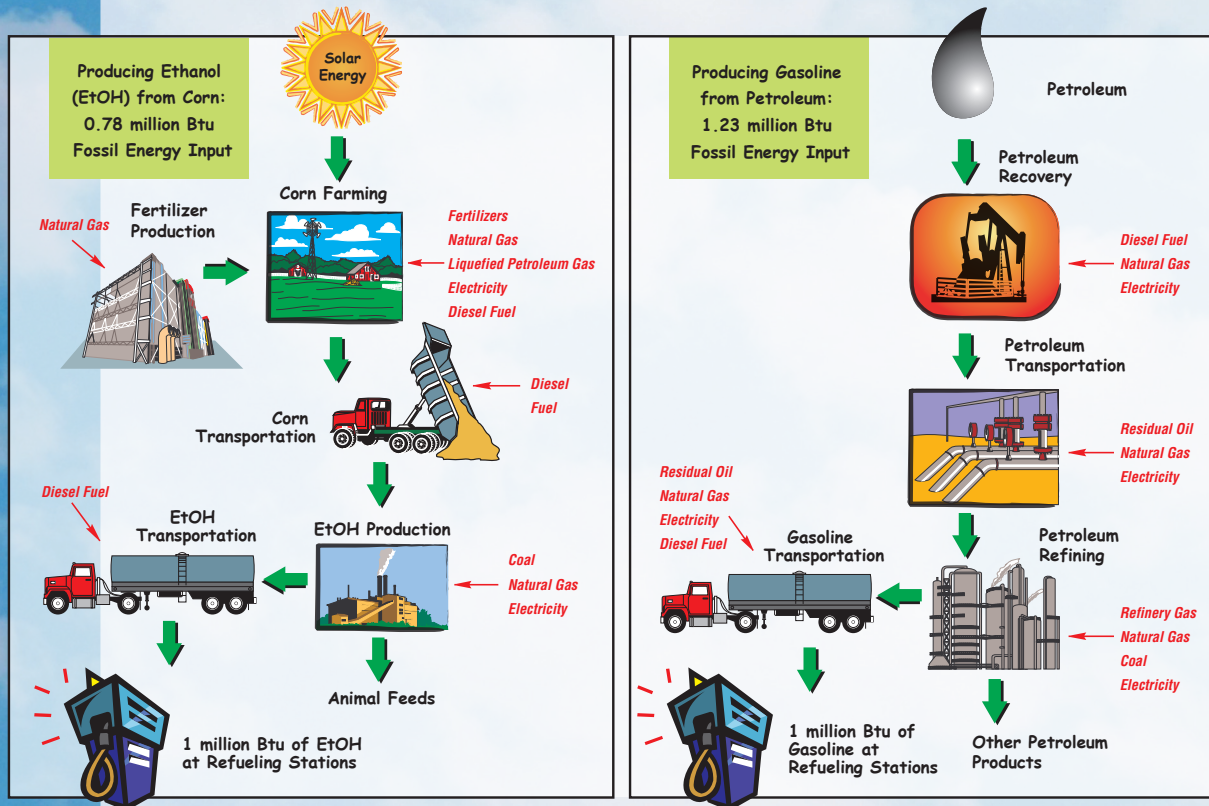 Producing Ethanol
(EtOH) from Corn:
0.78 million Btu
Fossil Energy Input
Solar
Energy
Corn Farming
Natural Gas
Fertilizer
Production
Fertilizers
Natural Gas
Liquefied Petroleum Gas
Electricity
Diesel Fuel
Diesel
Fuel
Corn
Transportation
Diesel Fuel
EtOH
Transportation
EtOH Production
Coal
Natural Gas
Electricity
Animal Feeds
1 million Btu of EtOH
at Refueling Stations
Producing Gasoline
from Petroleum:
1.23 million Btu
Fossil Energy Input
Petroleum
Petroleum
Recovery
Diesel Fuel
Natural Gas
Electricity
Petroleum
Transportation
Residual Oil
Natural Gas
Electricity
Residual Oil
Natural Gas
Electricity
Diesel Fuel
Gasoline
Transportation
Petroleum
Refining
Refinery Gas
Natural Gas
Coal
Electricity
1 million Btu of
Gasoline at
Refueling Stations
Other Petroleum
Products